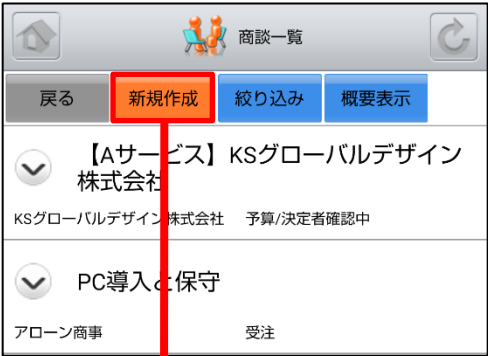 商談一覧
戻る 新規作成 絞り込み 概要表示
【Aサービス】KSグローバルデザイン
株式会社
KSグローバルデザイン株式会社 予算/決定者確認中
PC導入と保守
アローン商事 受注